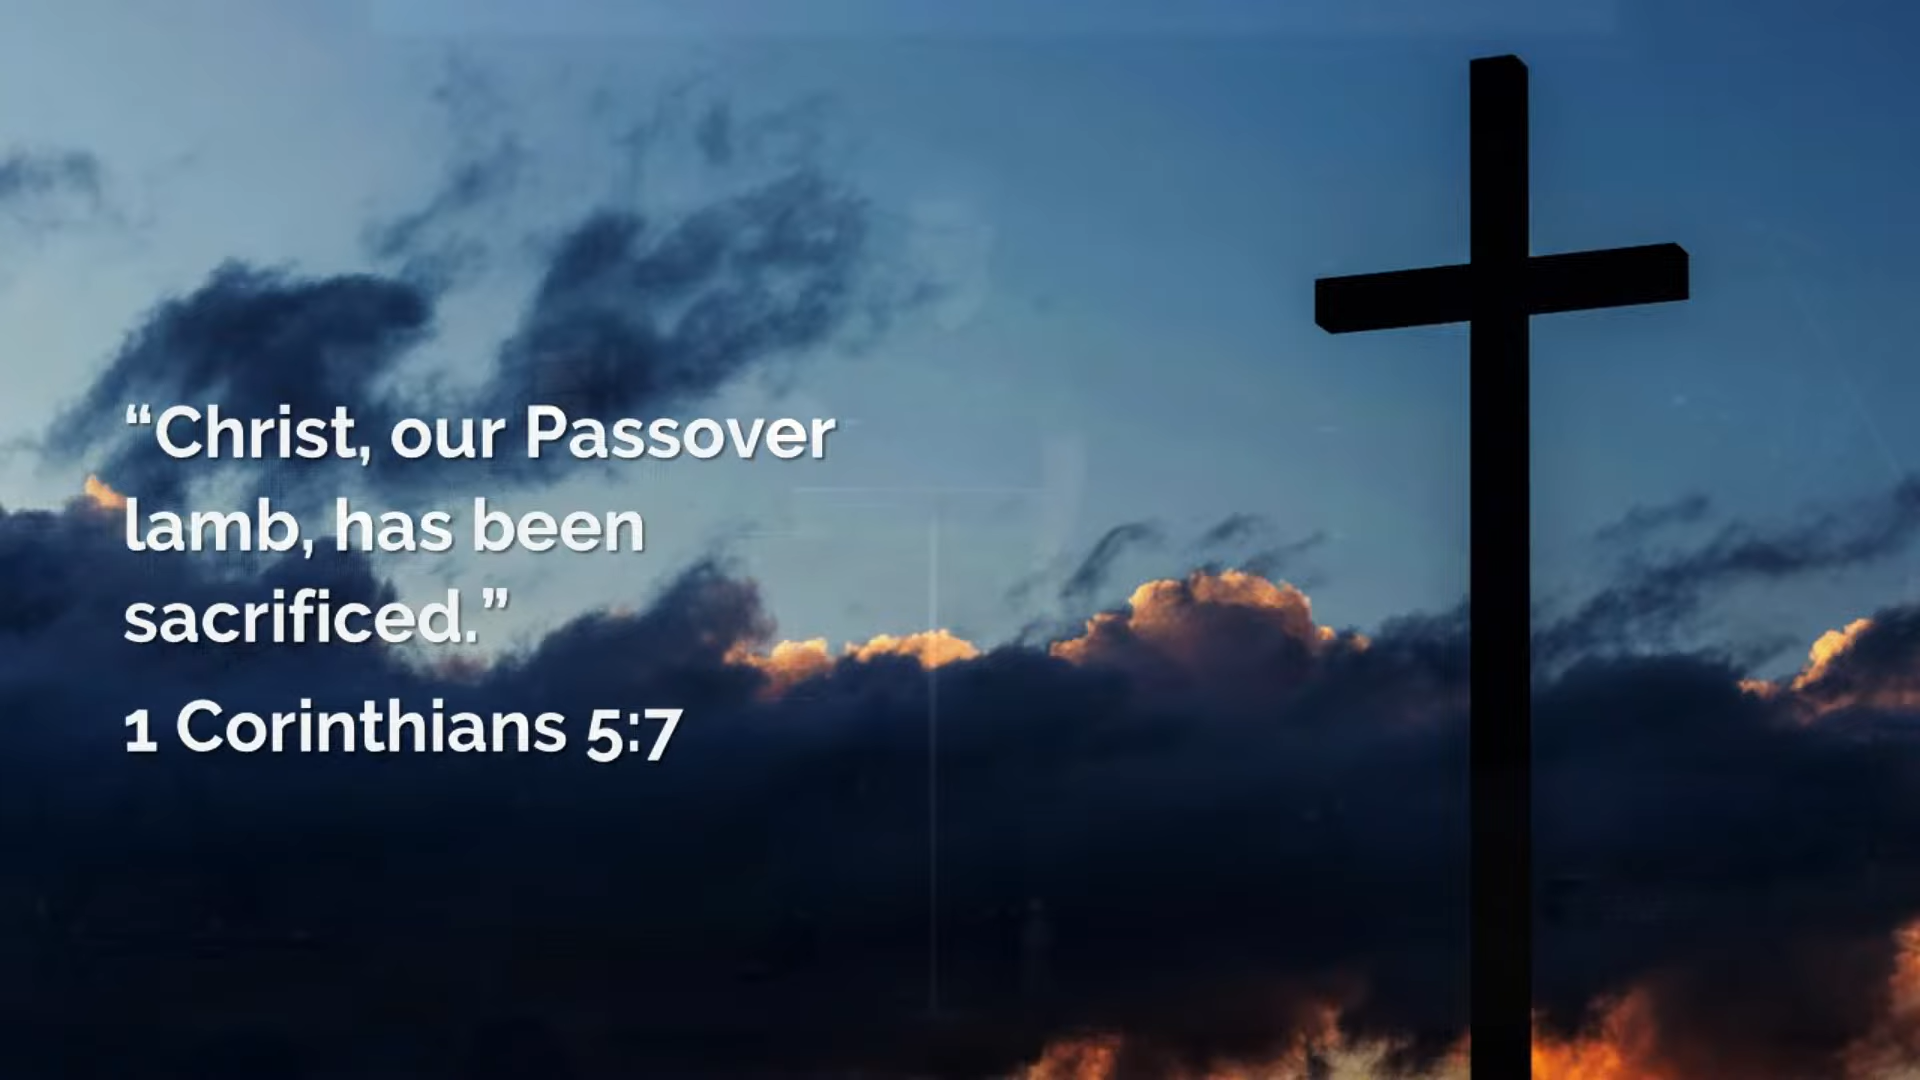 “Christ, our Passover
lamb, has been
sacrificed.”
1 Corinthians 5:7